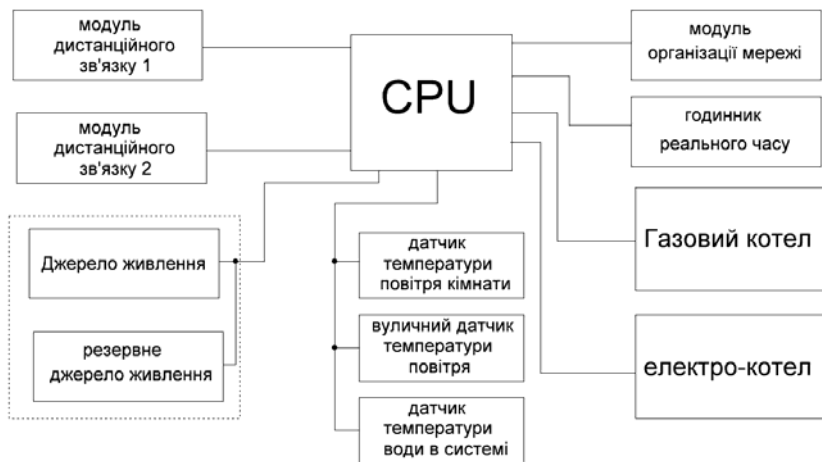 модуль
дистанційного
зв'язку 1
модуль
дистанційного
зв'язку 2
CPU
модуль
організації мережі
годинник
реального часу
Газовий котел
електро-котел
Джерело живлення
резервне
джерело живлення
датчик
температури
повітря кімнати
вуличний датчик
температури
повітря
датчик
температури
води в системі